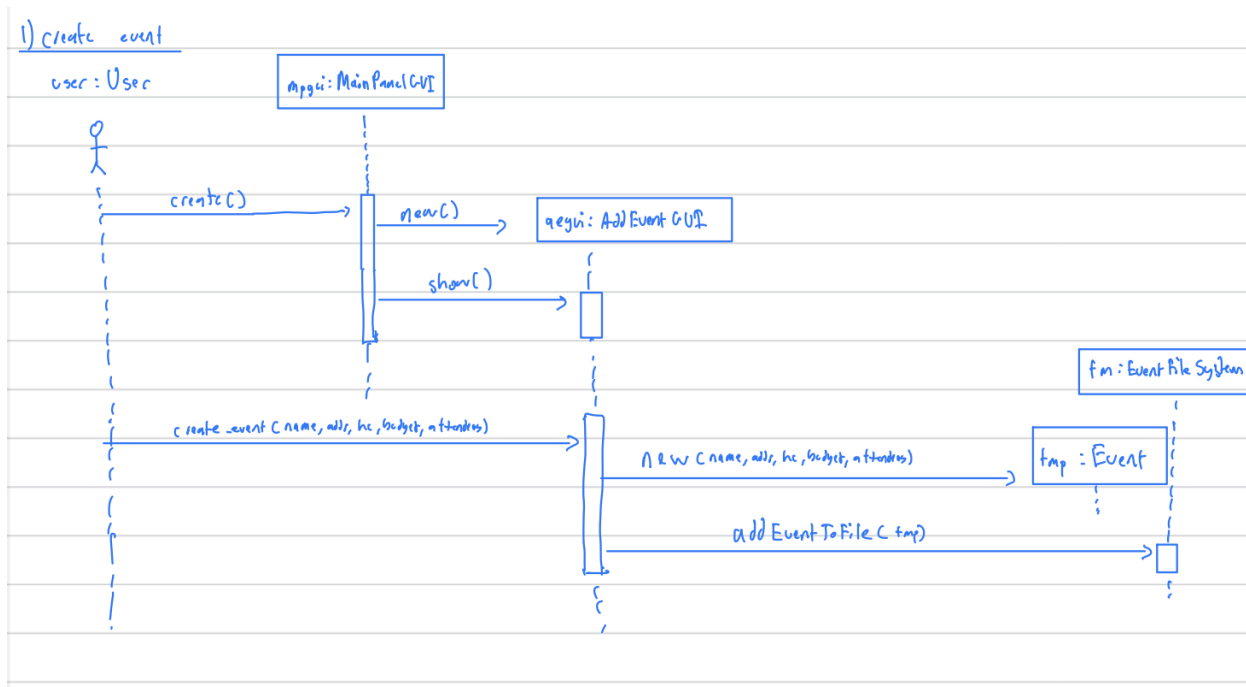 1) Create event
user : User
mpgui : MainPanelGUI
create()
new()
aegui : AddEventGUI
show()
fm : EventFileSystem
create_event(name, addr, hc, budget, attendees)
new(name, addr, hc, budget, attendees)
tmp : Event
addEventToFile(tmp)